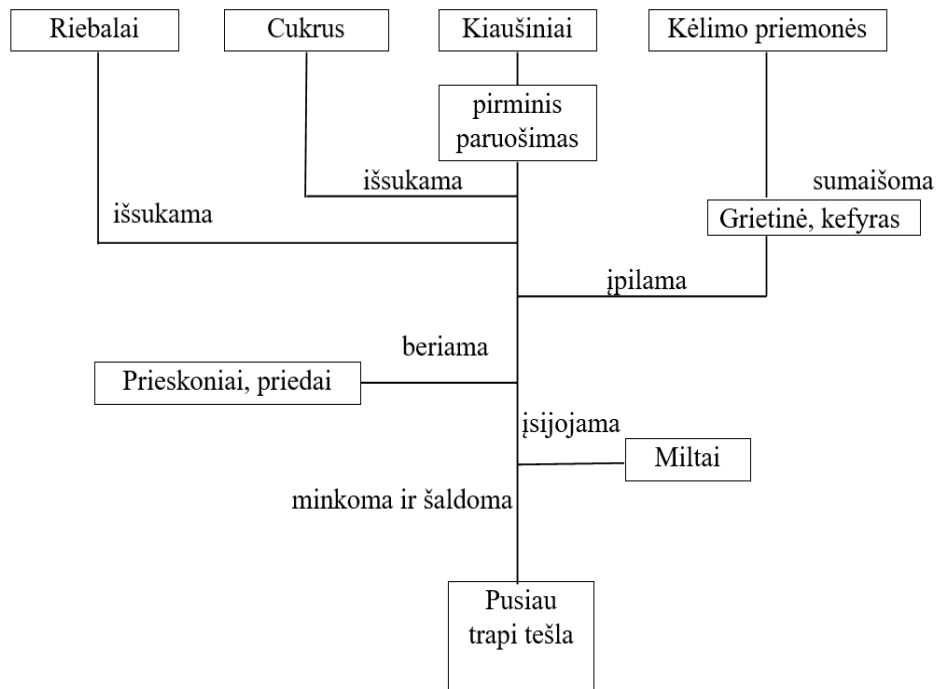 Riebalai
Cukrus
Kiaušiniai
Kėlimo priemonės
pirminis
paruošimas
išsukama
sumaišoma
išsukama
Grietinė, kefyras
įpilama
beriama
Prieskoniai, priedai
įsijojama
Miltai
minkoma ir šaldoma
Pusiau
trapi tešla